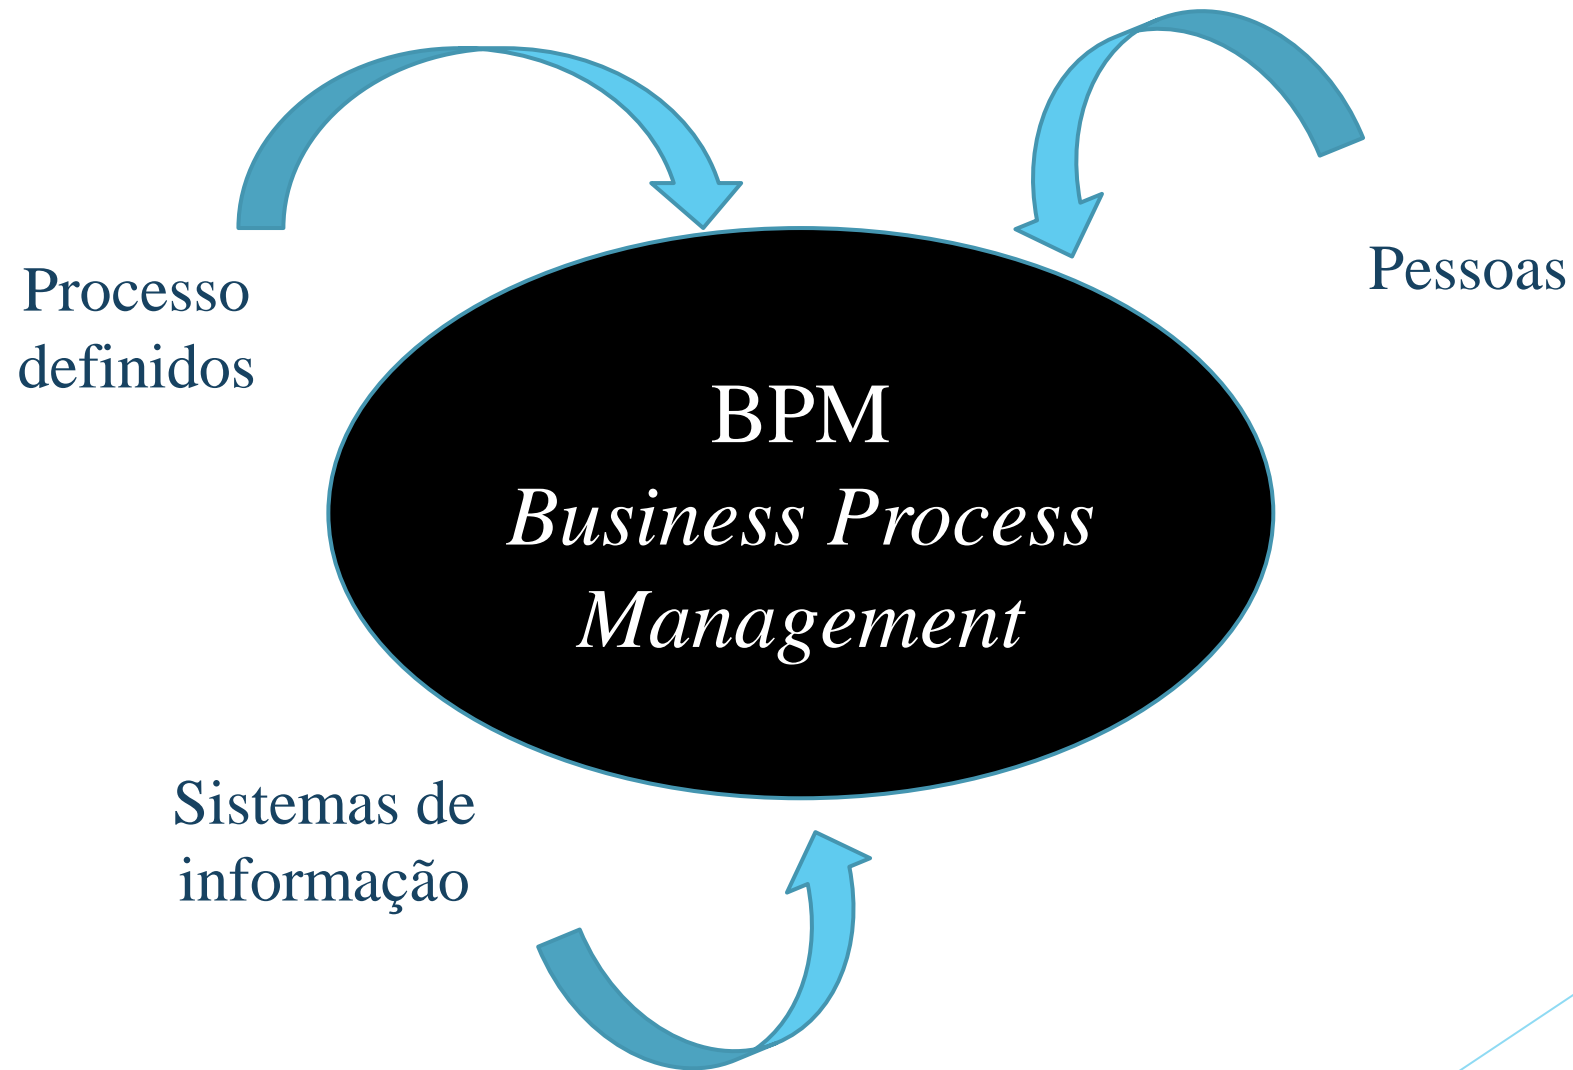 Processo
definidos
Pessoas
BPM
Business Process
Management
Sistemas de
informação